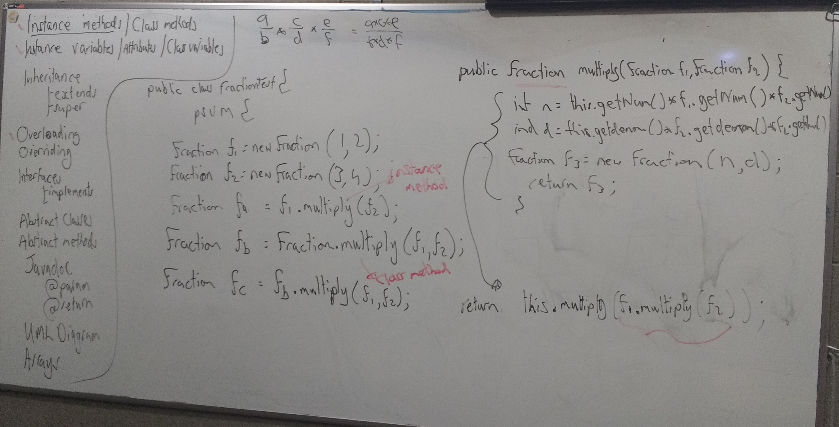 Instance methods / Class methods
Instance variables / Attributes / Class variables
Inheritance
extends
super
Overloading
Overriding
Interfaces
implements
Abstract Classes
Abstract methods
Javadoc
@param
@return
UML Diagram
Arrays
a/b * c/d * e/f = a*c*e/b*d*f
public class fractionTest {
psvm {
Fraction f₁ = new Fraction (1, 2);
Fraction f₂ = new Fraction (3, 4);
instance method
Fraction fa = f₁.multiply (f₂);
Fraction fb = Fraction.multiply (f₁, f₂);
class method
Fraction fc = fb.multiply (f₁, f₂);
public Fraction multiply (Fraction f₁, Fraction f₂) {
int n = this.getNum() * f₁.getNum() * f₂.getNum()
int d = this.getdenom() * f₁.getdenom() *
Fraction f₃ = new Fraction (n, d);
return f₃;
}
return this.multiply (f₁.multiply (f₂));